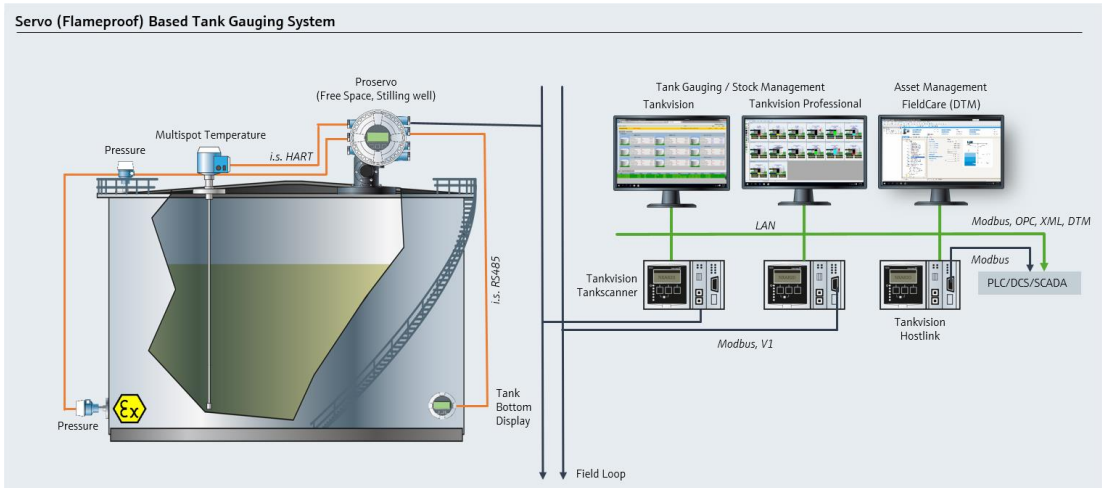 Servo (Flameproof) Based Tank Gauging System
Proservo
(Free Space, Stilling well)
Multispot Temperature
Pressure
i.s. HART
i.s. RS485
Ex
Pressure
Tank
Bottom
Display
Tank Gauging / Stock Management
Tankvision
Tankvision Professional
Asset Management
FieldCare (DTM)
LAN
Modbus, OPC, XML, DTM
Modbus
PLC/DCS/SCADA
Tankvision
Tankscanner
Tankvision
Hostlink
Modbus, V1
Field Loop